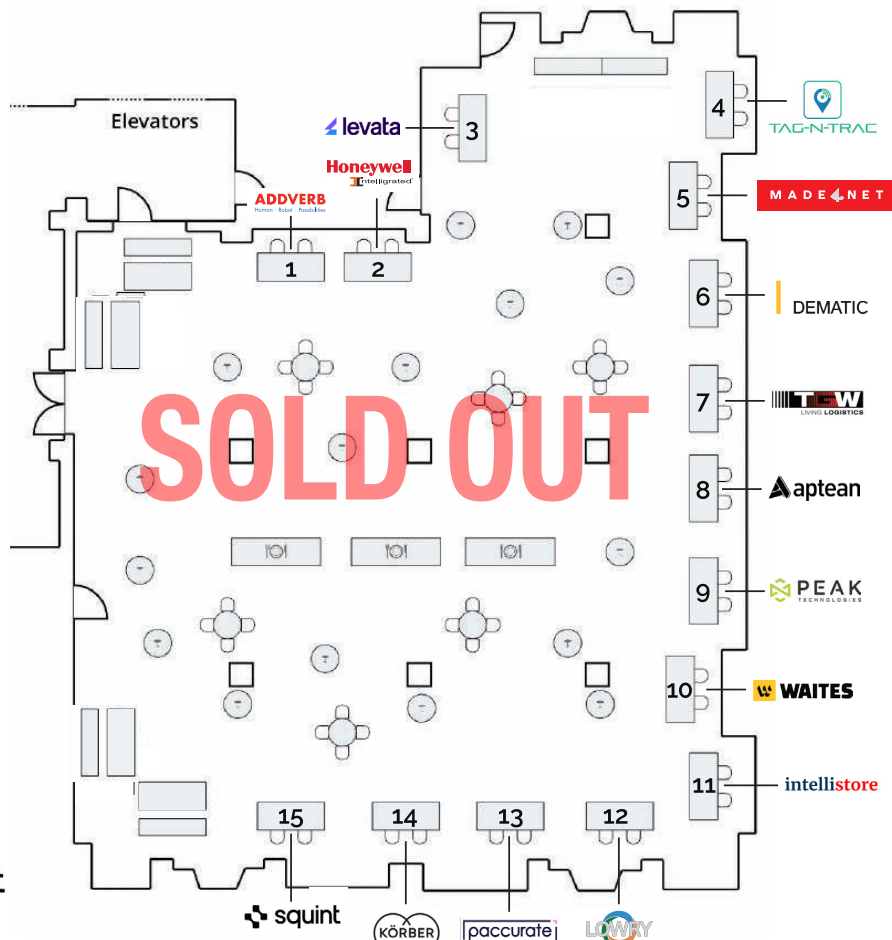 Elevators
levata
3
4
TAG-N-TRAC
Honeywell
Intelligrated
ADDVERB
Human Robot Possibilities
5
MADE4NET
1
2
6
DEMATIC
7
TGW
LIVING LOGISTICS
SOLD OUT
8
aptean
9
PEAK
TECHNOLOGIES
10
WAITES
11
intellistore
15
14
13
12
squint
KÖRBER
paccurate
LOWRY